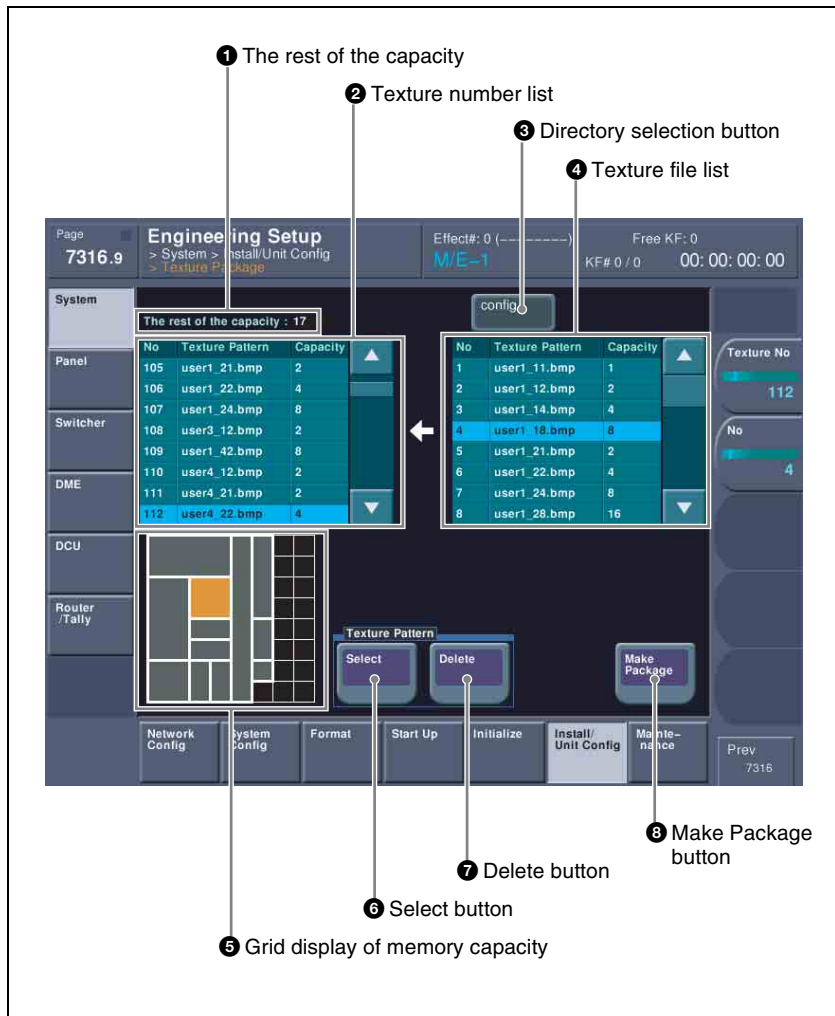 ❶ The rest of the capacity
❷ Texture number list
❸ Directory selection button
❹ Texture file list
Page
7316.9
Engineering Setup
> System > Install/Unit Config
> Texture Package
Effect#: 0 (--------)
Free KF: 0
M/E-1
KF# 0 / 0
00: 00: 00: 00
System
Panel
Switcher
DME
DCU
Router
/Tally
The rest of the capacity : 17
No Texture Pattern Capacity
105 user1_21.bmp 2
106 user1_22.bmp 4
107 user1_24.bmp 8
108 user3_12.bmp 2
109 user1_42.bmp 8
110 user4_12.bmp 2
111 user4_21.bmp 2
112 user4_22.bmp 4
config
No Texture Pattern Capacity
1 user1_11.bmp 1
2 user1_12.bmp 2
3 user1_14.bmp 4
4 user1_18.bmp 8
5 user1_21.bmp 2
6 user1_22.bmp 4
7 user1_24.bmp 8
8 user1_28.bmp 16
Texture No
112
No
4
Texture Pattern
Select
Delete
Make
Package
Network
Config
System
Config
Format
Start Up
Initialize
Install/
Unit Config
Mainte-
nance
Prev
7316
❽ Make Package
button
❼ Delete button
❻ Select button
❺ Grid display of memory capacity